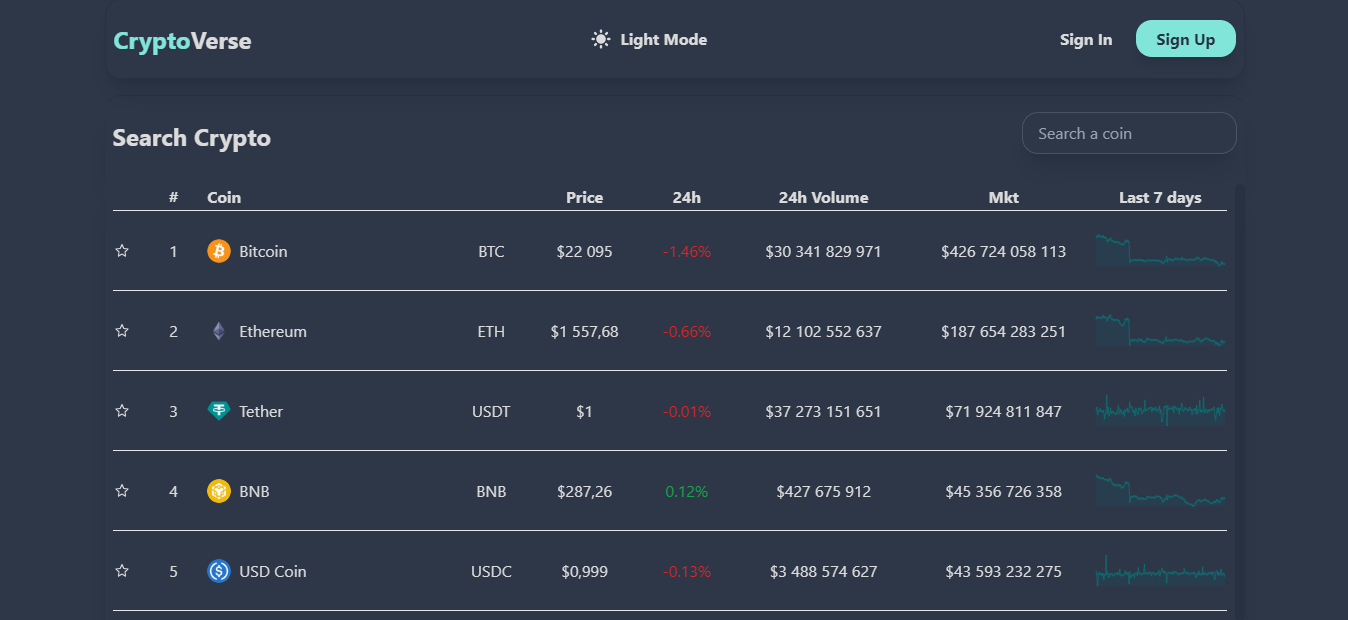 CryptoVerse Light Mode Sign In Sign Up
Search Crypto Search a coin
# Coin Price 24h 24h Volume Mkt Last 7 days
1 Bitcoin BTC $22 095 -1.46% $30 341 829 971 $426 724 058 113
2 Ethereum ETH $1 557,68 -0.66% $12 102 552 637 $187 654 283 251
3 Tether USDT $1 -0.01% $37 273 151 651 $71 924 811 847
4 BNB BNB $287,26 0.12% $427 675 912 $45 356 726 358
5 USD Coin USDC $0,999 -0.13% $3 488 574 627 $43 593 232 275